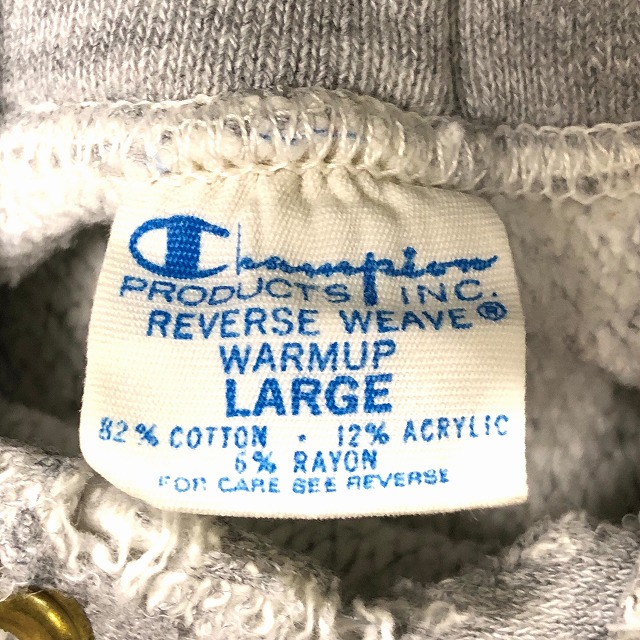 Champion
PRODUCTS INC.
REVERSE WEAVE®
WARMUP
LARGE
82% COTTON • 12% ACRYLIC
6% RAYON
FOR CARE SEE REVERSE